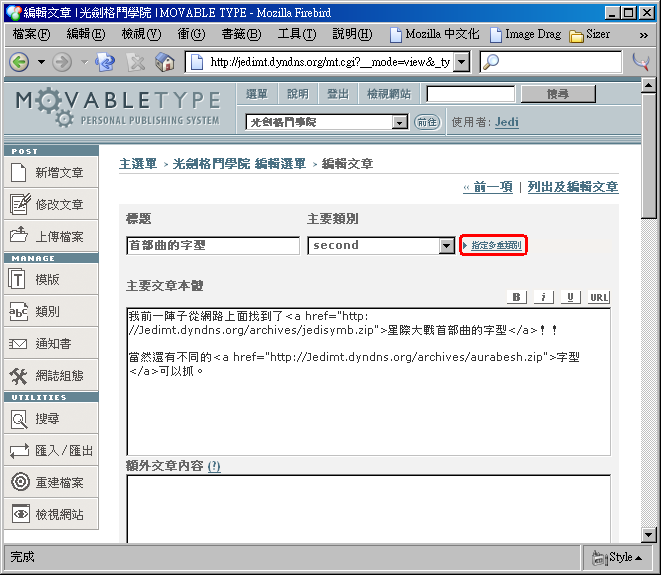 編輯文章 | 光劍格鬥學院 | MOVABLE TYPE - Mozilla Firebird
檔案(F) 編輯(E) 檢視(V) 衝(G) 書籤(B) 工具(T) 說明(H) Mozilla 中文化 Image Drag Sizer »
http://jedimt.dyndns.org/mt.cgi?__mode=view&_ty
MOVABLETYPE
PERSONAL PUBLISHING SYSTEM
選單 說明 登出 檢視網站 搜尋
光劍格鬥學院 前往 使用者: Jedi
POST
新增文章
修改文章
上傳檔案
MANAGE
模版
類別
通知書
網誌組態
UTILITIES
搜尋
匯入/匯出
重建檔案
檢視網站
主選單 > 光劍格鬥學院 編輯選單 > 編輯文章
« 前一項 | 列出及編輯文章
標題 主要類別
首部曲的字型 second 指定多重類別
主要文章本體 B i U URL
我前一陣子從網路上面找到了<a href="http:
//Jedimt.dyndns.org/archives/jedisymb.zip">星際大戰首部曲的字型</a>！！
當然還有不同的<a href="http://Jedimt.dyndns.org/archives/aurabesh.zip">字型
</a>可以抓。
額外文章內容 (?)
完成 Style